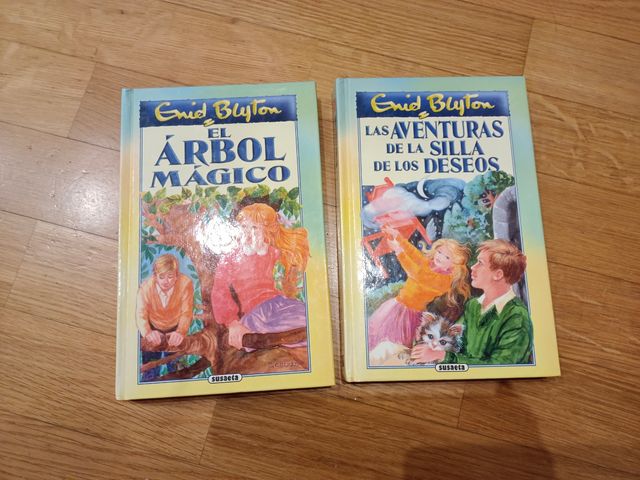 Enid Blyton
EL
ÁRBOL
MÁGICO
susaeta
Enid Blyton
LAS AVENTURAS
DE LA SILLA
DE LOS DESEOS
susaeta